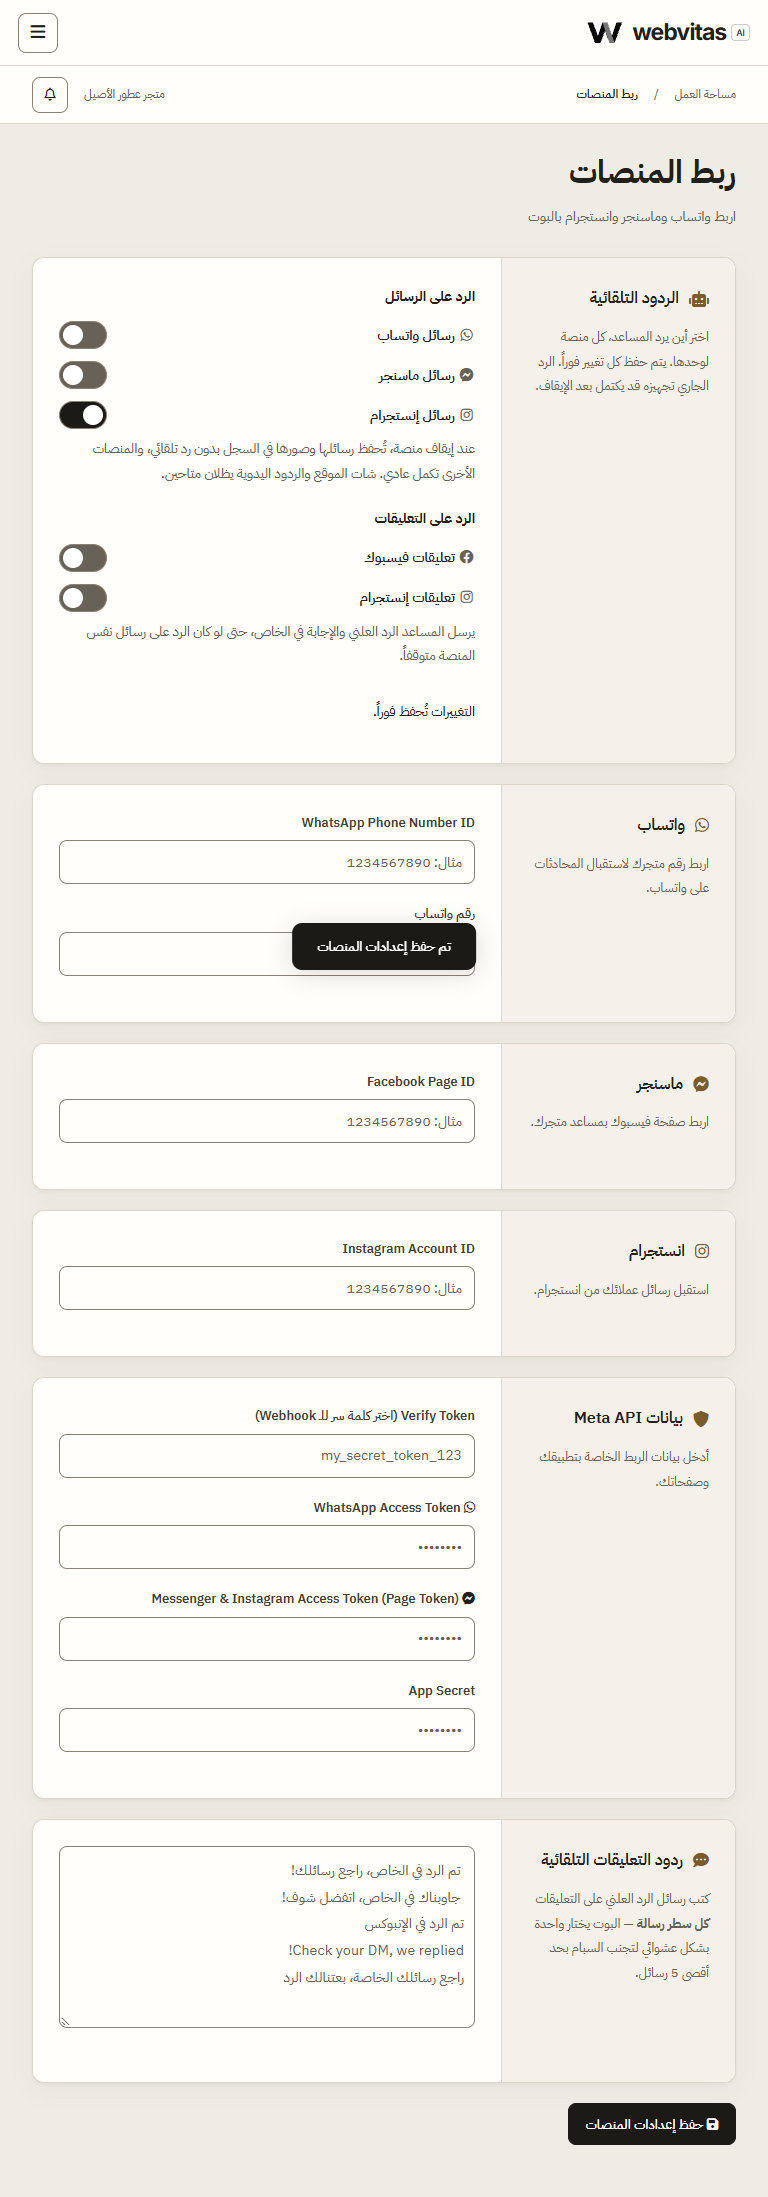 webvitas AI
مساحة العمل / ربط المنصات
متجر عطور الأصيل
ربط المنصات
اربط واتساب وماسنجر وانستجرام بالبوت
الردود التلقائية
اختر أين يرد المساعد، كل منصة
لوحدها. يتم حفظ كل تغيير فوراً. الرد
الجاري تجهيزه قد يكتمل بعد الإيقاف.
الرد على الرسائل
رسائل واتساب
رسائل ماسنجر
رسائل إنستجرام
عند إيقاف منصة، تُحفظ رسائلها وصورها في السجل بدون رد تلقائي، والمنصات
الأخرى تكمل عادي. شات الموقع والردود اليدوية يظلان متاحين.
الرد على التعليقات
تعليقات فيسبوك
تعليقات إنستجرام
يرسل المساعد الرد العلني والإجابة في الخاص، حتى لو كان الرد على رسائل نفس
المنصة متوقفاً.
التغييرات تُحفظ فوراً.
واتساب
اربط رقم متجرك لاستقبال المحادثات
على واتساب.
WhatsApp Phone Number ID
مثال: 1234567890
رقم واتساب
تم حفظ إعدادات المنصات
ماسنجر
اربط صفحة فيسبوك بمساعد متجرك.
Facebook Page ID
مثال: 1234567890
انستجرام
استقبل رسائل عملائك من انستجرام.
Instagram Account ID
مثال: 1234567890
بيانات Meta API
أدخل بيانات الربط الخاصة بتطبيقك
وصفحاتك.
Verify Token (اختر كلمة سر للـ Webhook)
my_secret_token_123
WhatsApp Access Token
••••••••
Messenger & Instagram Access Token (Page Token)
••••••••
App Secret
••••••••
ردود التعليقات التلقائية
كتب رسائل الرد العلني على التعليقات
كل سطر رسالة — البوت يختار واحدة
بشكل عشوائي لتجنب السبام بحد
أقصى 5 رسائل.
تم الرد في الخاص، راجع رسائلك!
جاوبناك في الخاص، اتفضل شوف!
تم الرد في الإنبوكس
Check your DM, we replied!
راجع رسائلك الخاصة، بعتنالك الرد
حفظ إعدادات المنصات